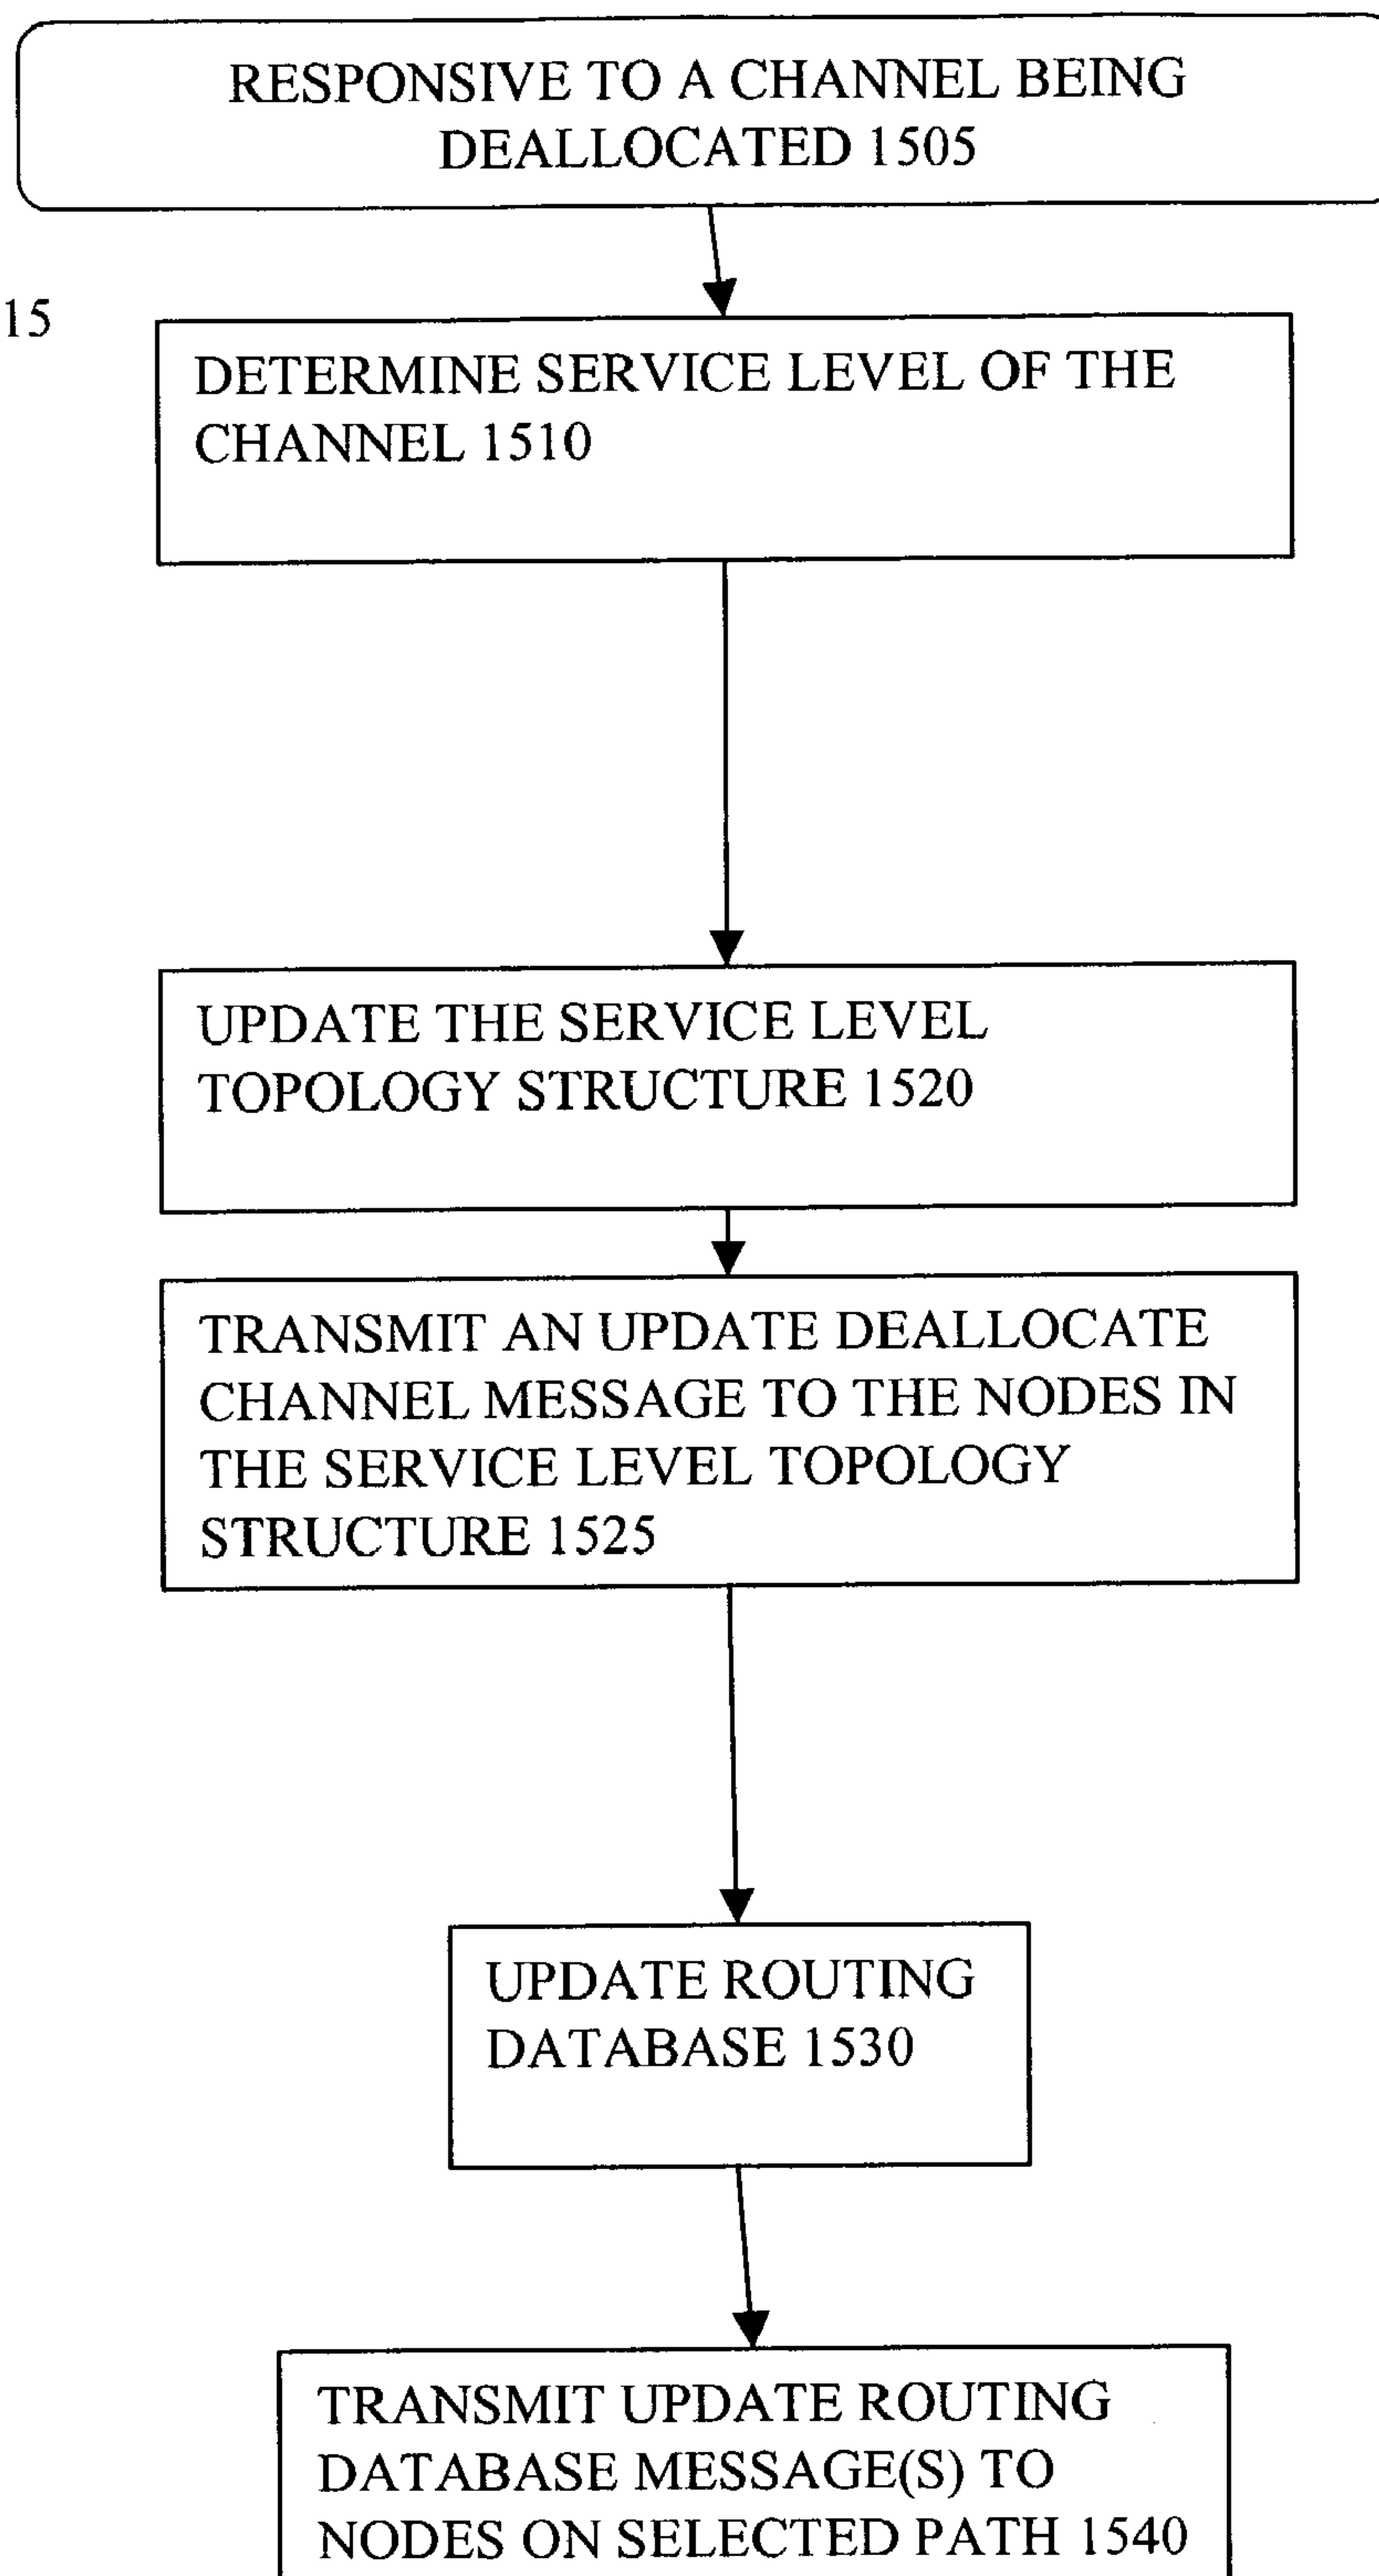 RESPONSIVE TO A CHANNEL BEING
DEALLOCATED 1505
15
DETERMINE SERVICE LEVEL OF THE
CHANNEL 1510
UPDATE THE SERVICE LEVEL
TOPOLOGY STRUCTURE 1520
TRANSMIT AN UPDATE DEALLOCATE
CHANNEL MESSAGE TO THE NODES IN
THE SERVICE LEVEL TOPOLOGY
STRUCTURE 1525
UPDATE ROUTING
DATABASE 1530
TRANSMIT UPDATE ROUTING
DATABASE MESSAGE(S) TO
NODES ON SELECTED PATH 1540